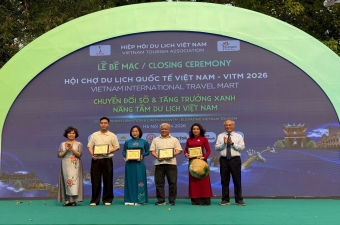 HIỆP HỘI DU LỊCH VIỆT NAM
VIETNAM TOURISM ASSOCIATION
LỄ BẾ MẠC / CLOSING CEREMONY
HỘI CHỢ DU LỊCH QUỐC TẾ VIỆT NAM - VITM 2026
VIETNAM INTERNATIONAL TRAVEL MART
CHUYỂN ĐỔI SỐ & TĂNG TRƯỞNG XANH
NÂNG TẦM DU LỊCH VIỆT NAM